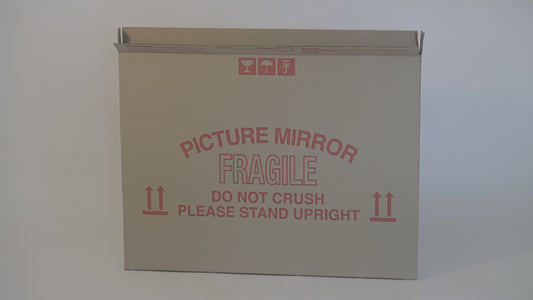 PICTURE MIRROR
FRAGILE
DO NOT CRUSH
PLEASE STAND UPRIGHT